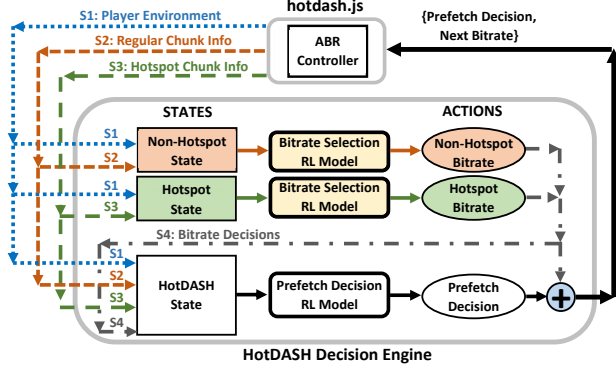 hotdash.js
S1: Player Environment
S2: Regular Chunk Info
S3: Hotspot Chunk Info
ABR
Controller
{Prefetch Decision,
Next Bitrate}
STATES
ACTIONS
S1
S2
Non-Hotspot
State
Bitrate Selection
RL Model
Non-Hotspot
Bitrate
S1
S3
Hotspot
State
Bitrate Selection
RL Model
Hotspot
Bitrate
S4: Bitrate Decisions
S1
S2
S3
S4
HotDASH
State
Prefetch Decision
RL Model
Prefetch
Decision
+
HotDASH Decision Engine